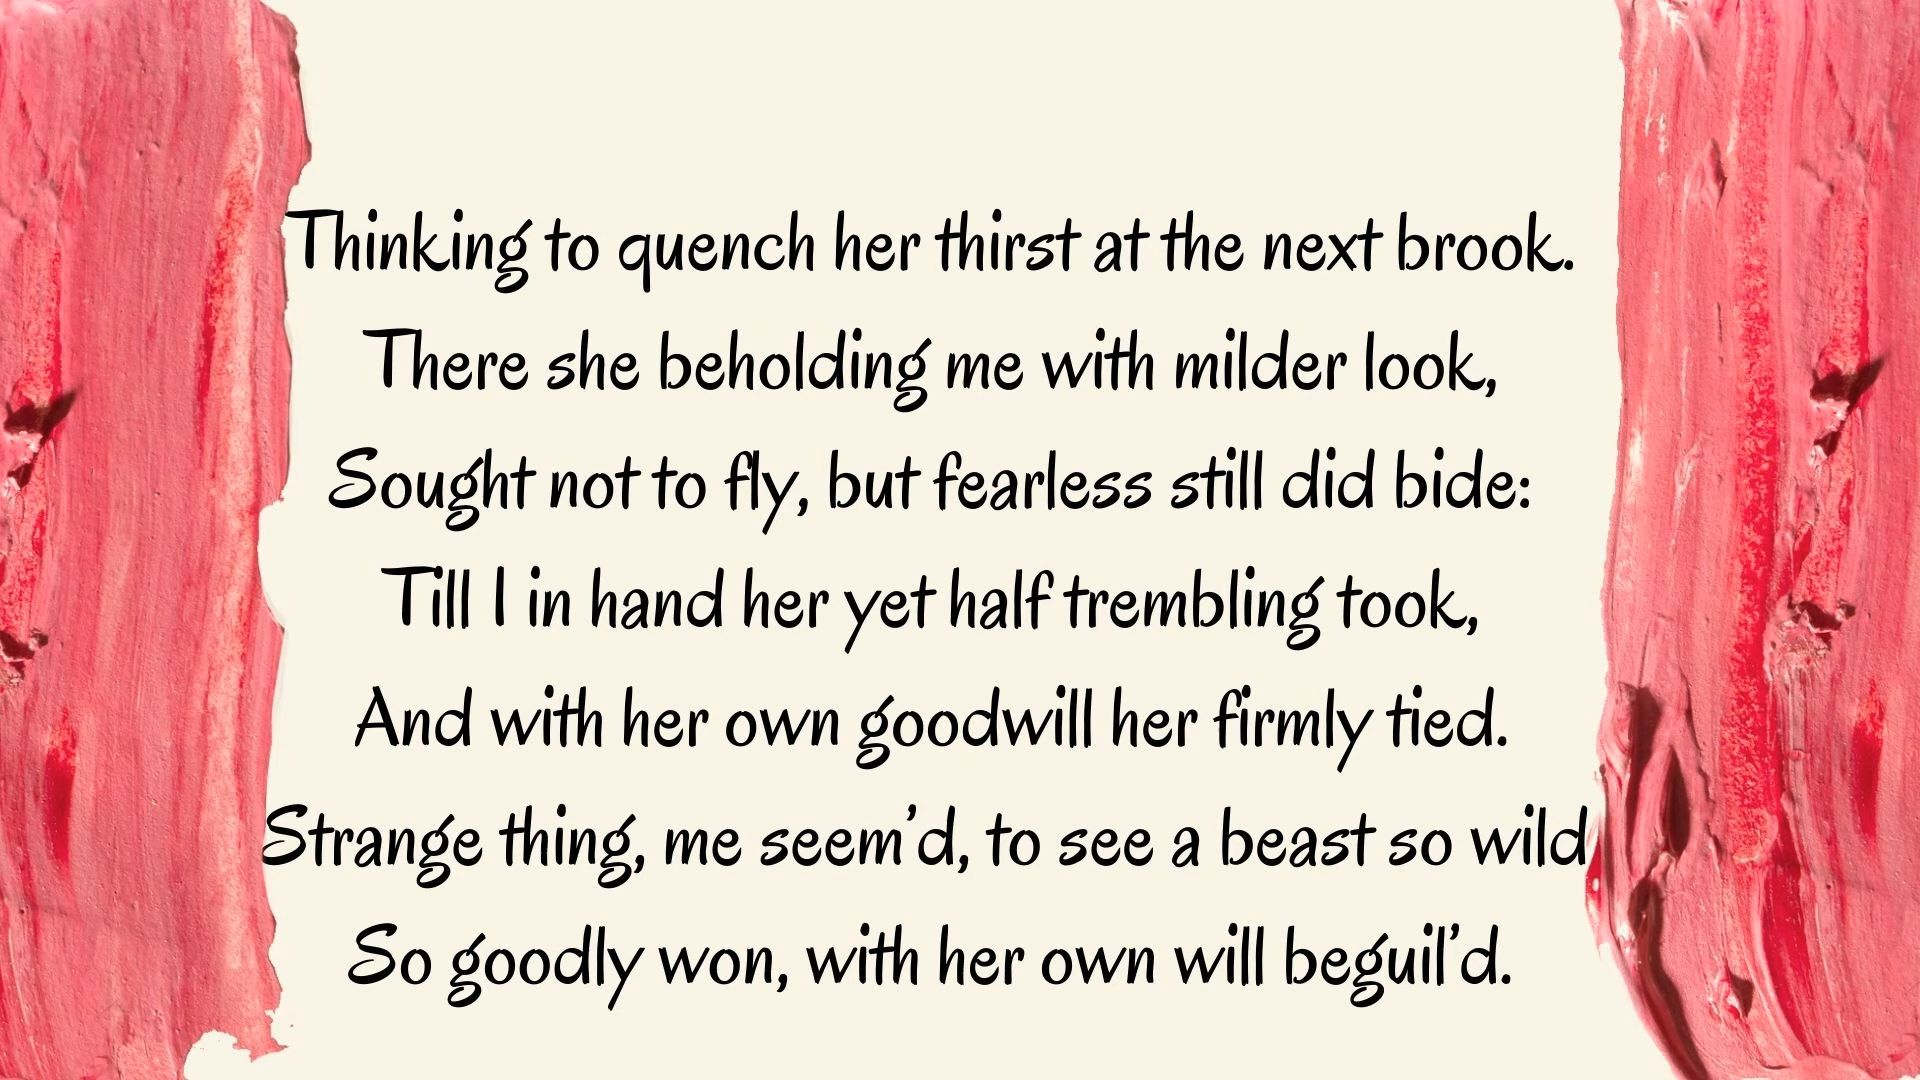 Thinking to quench her thirst at the next brook.
There she beholding me with milder look,
Sought not to fly, but fearless still did bide:
Till I in hand her yet half trembling took,
And with her own goodwill her firmly tied.
Strange thing, me seem’d, to see a beast so wild
So goodly won, with her own will beguil’d.